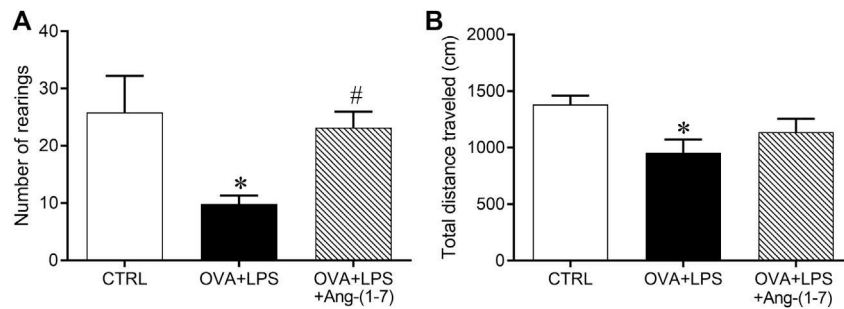 A
Number of rearings
40
30
20
10
0
*
#
CTRL
OVA+LPS
OVA+LPS
+Ang-(1-7)
B
Total distance traveled (cm)
2000
1500
1000
500
0
*
CTRL
OVA+LPS
OVA+LPS
+Ang-(1-7)